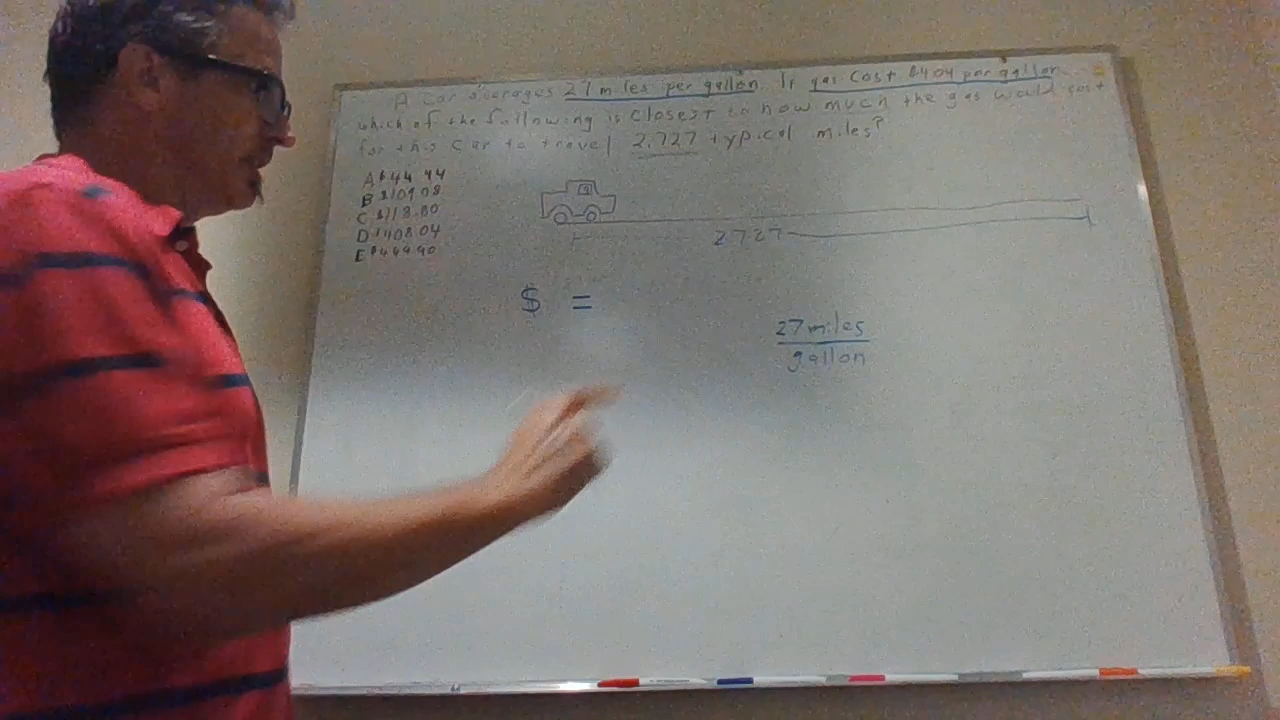 A car averages 27 miles per gallon. If gas cost $4.04 per gallon
which of the following is closest to how much the gas would cost
for this car to travel 2,727 typical miles?
A $44.44
B $109.08
C $118.80
D $408.04
E $444.40
2727
$ =
27 miles
gallon